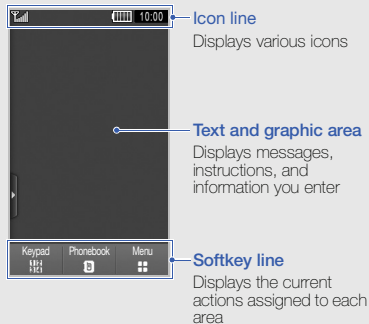 10:00
Icon line
Displays various icons
Text and graphic area
Displays messages,
instructions, and
information you enter
Keypad Phonebook Menu
Softkey line
Displays the current
actions assigned to each
area